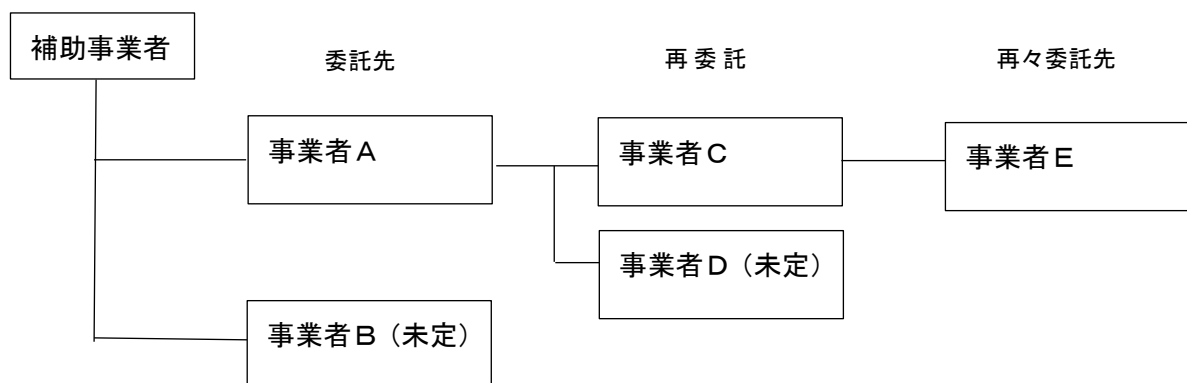 補助事業者
委託先
再委託
再々委託先
事業者A
事業者C
事業者E
事業者D（未定）
事業者B（未定）